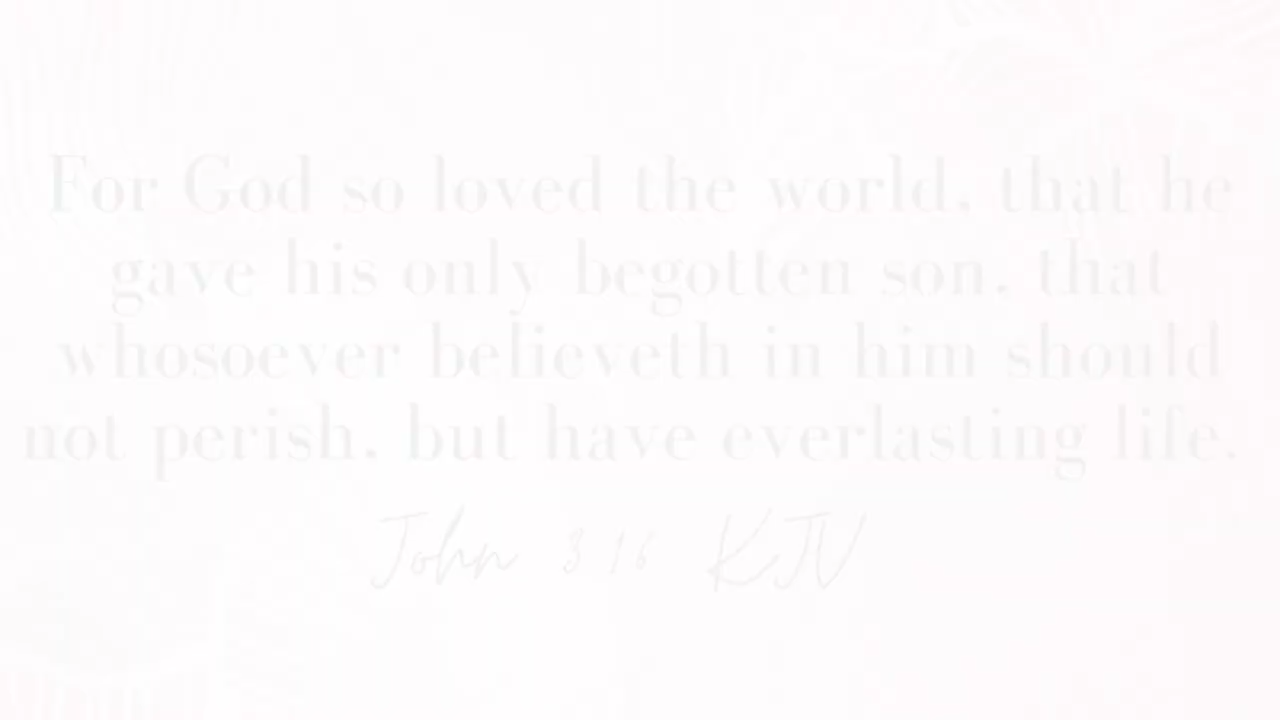 For God so loved the world, that he
gave his only begotten son, that
whosoever believeth in him should
not perish, but have everlasting life.
John 3 16 KJV